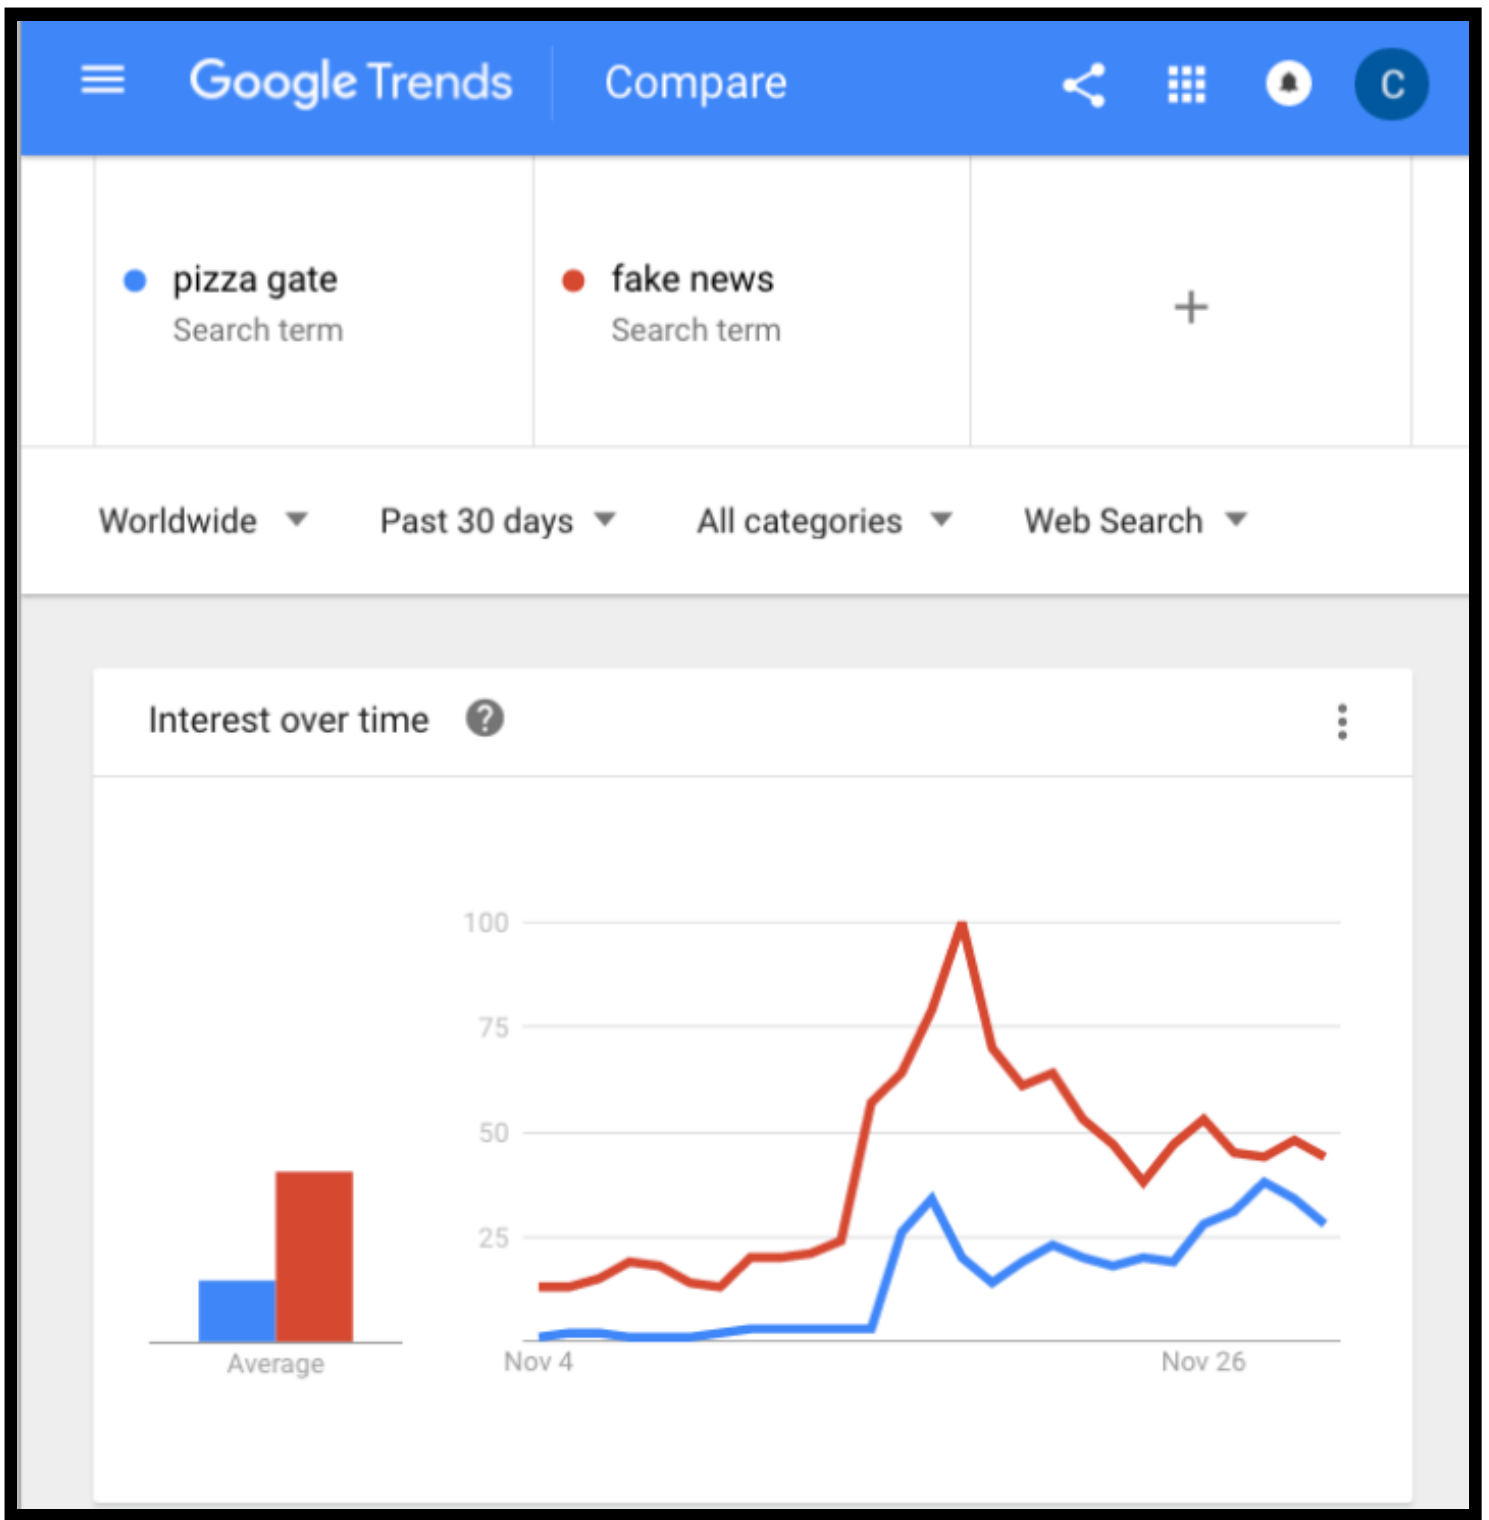 Google Trends Compare C
pizza gate
Search term
fake news
Search term
+
Worldwide Past 30 days All categories Web Search
Interest over time ?
100
75
50
25
Average
Nov 4 Nov 26